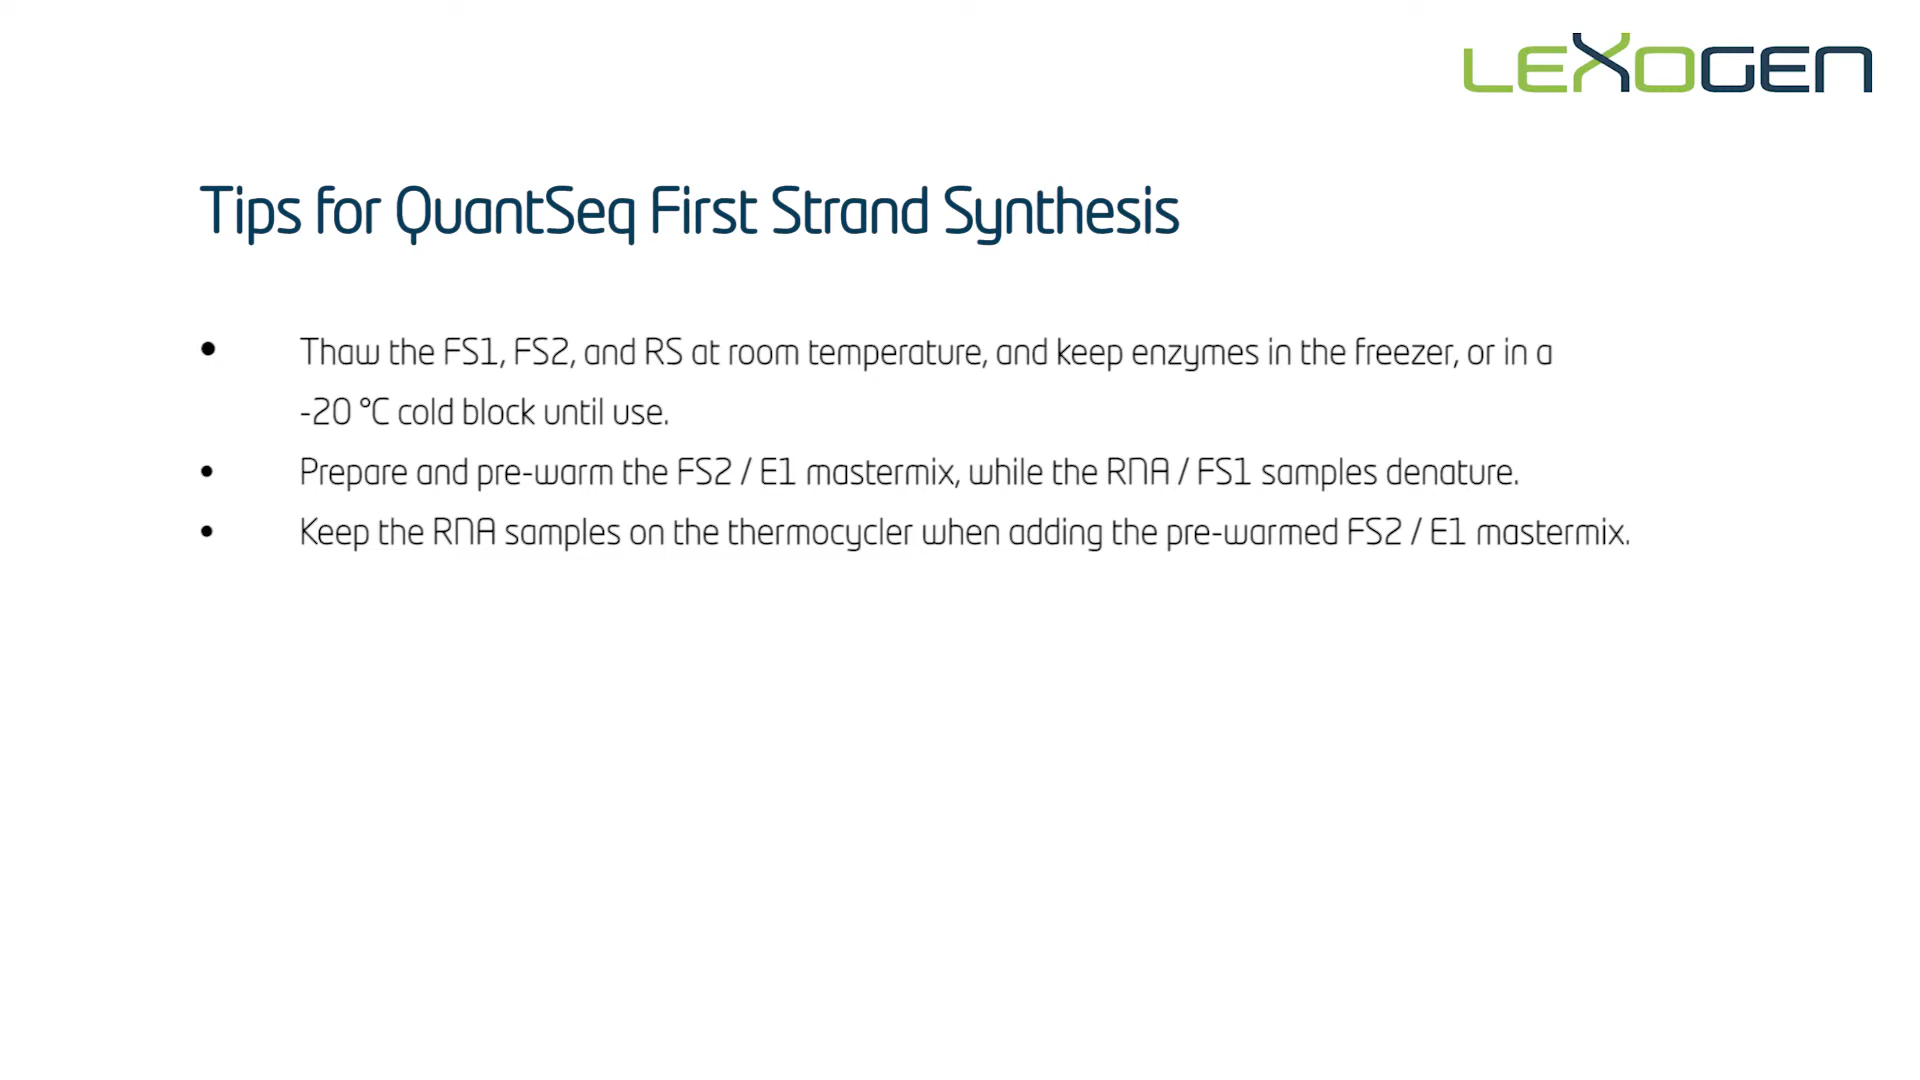 LEXOGEN
Tips for QuantSeq First Strand Synthesis
• Thaw the FS1, FS2, and RS at room temperature, and keep enzymes in the freezer, or in a
-20 °C cold block until use.
• Prepare and pre-warm the FS2 / E1 mastermix, while the RNA / FS1 samples denature.
• Keep the RNA samples on the thermocycler when adding the pre-warmed FS2 / E1 mastermix.